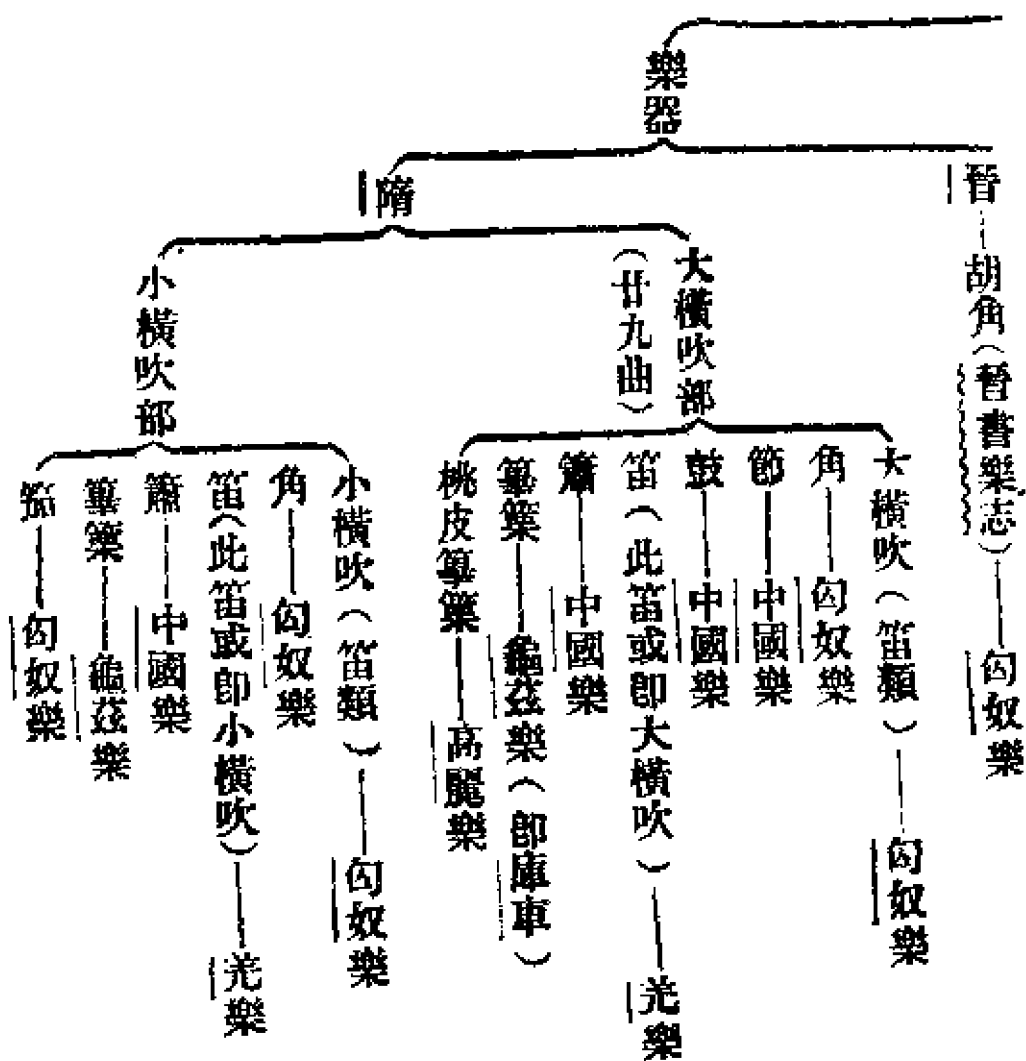 樂器
晉
胡角(晉書樂志)
匈奴樂
隋
大橫吹部
(廿九曲)
大橫吹(笛類)
匈奴樂
角
匈奴樂
節
中國樂
鼓
中國樂
笛(此笛或卽大橫吹)
羌樂
簫
中國樂
篳篥
龜茲樂(卽庫車)
桃皮篳篥
高麗樂
小橫吹部
小橫吹(笛類)
匈奴樂
角
匈奴樂
笛(此笛或卽小橫吹)
羌樂
簫
中國樂
篳篥
龜茲樂
笳
匈奴樂